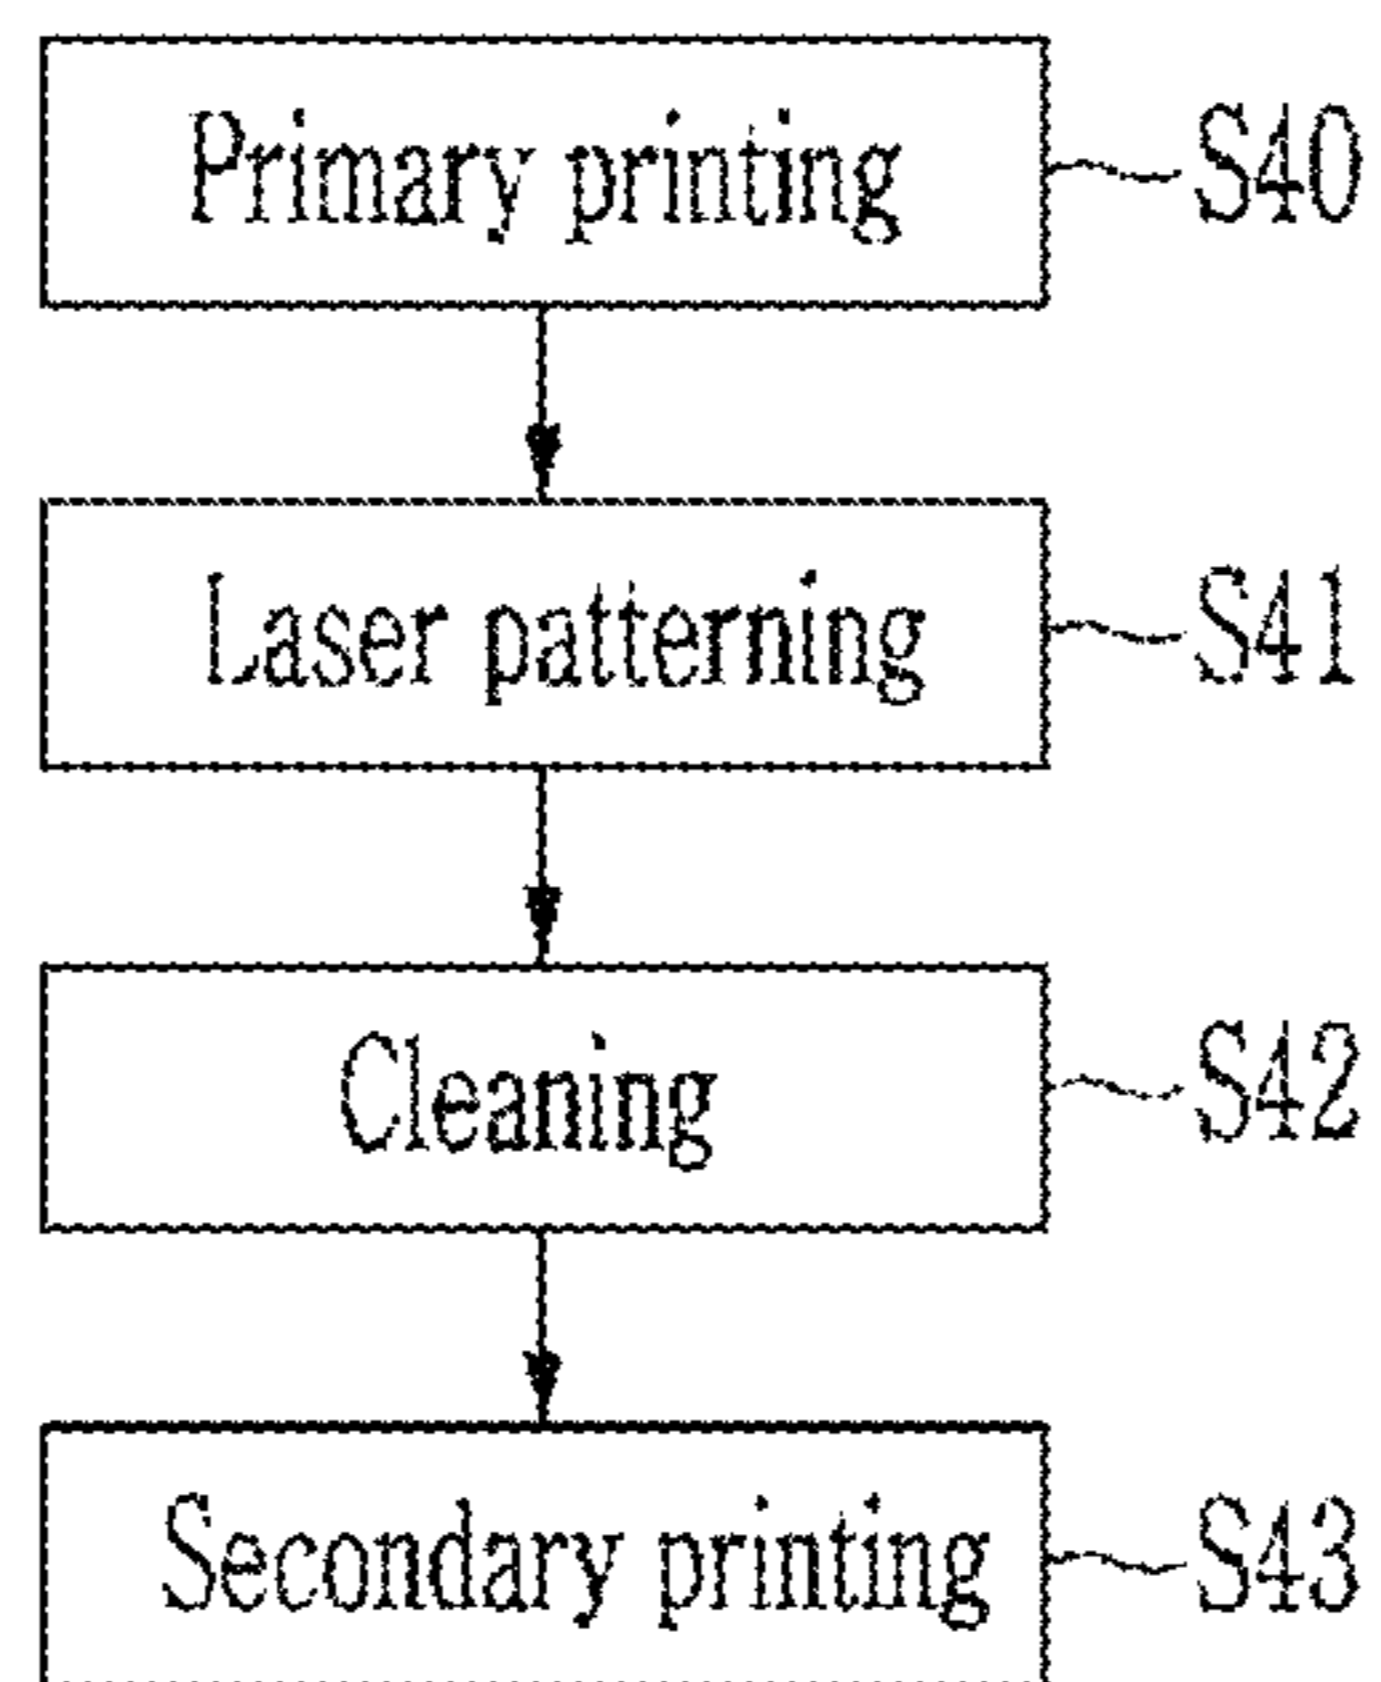 Primary printing S40
Laser patterning S41
Cleaning S42
Secondary printing S43